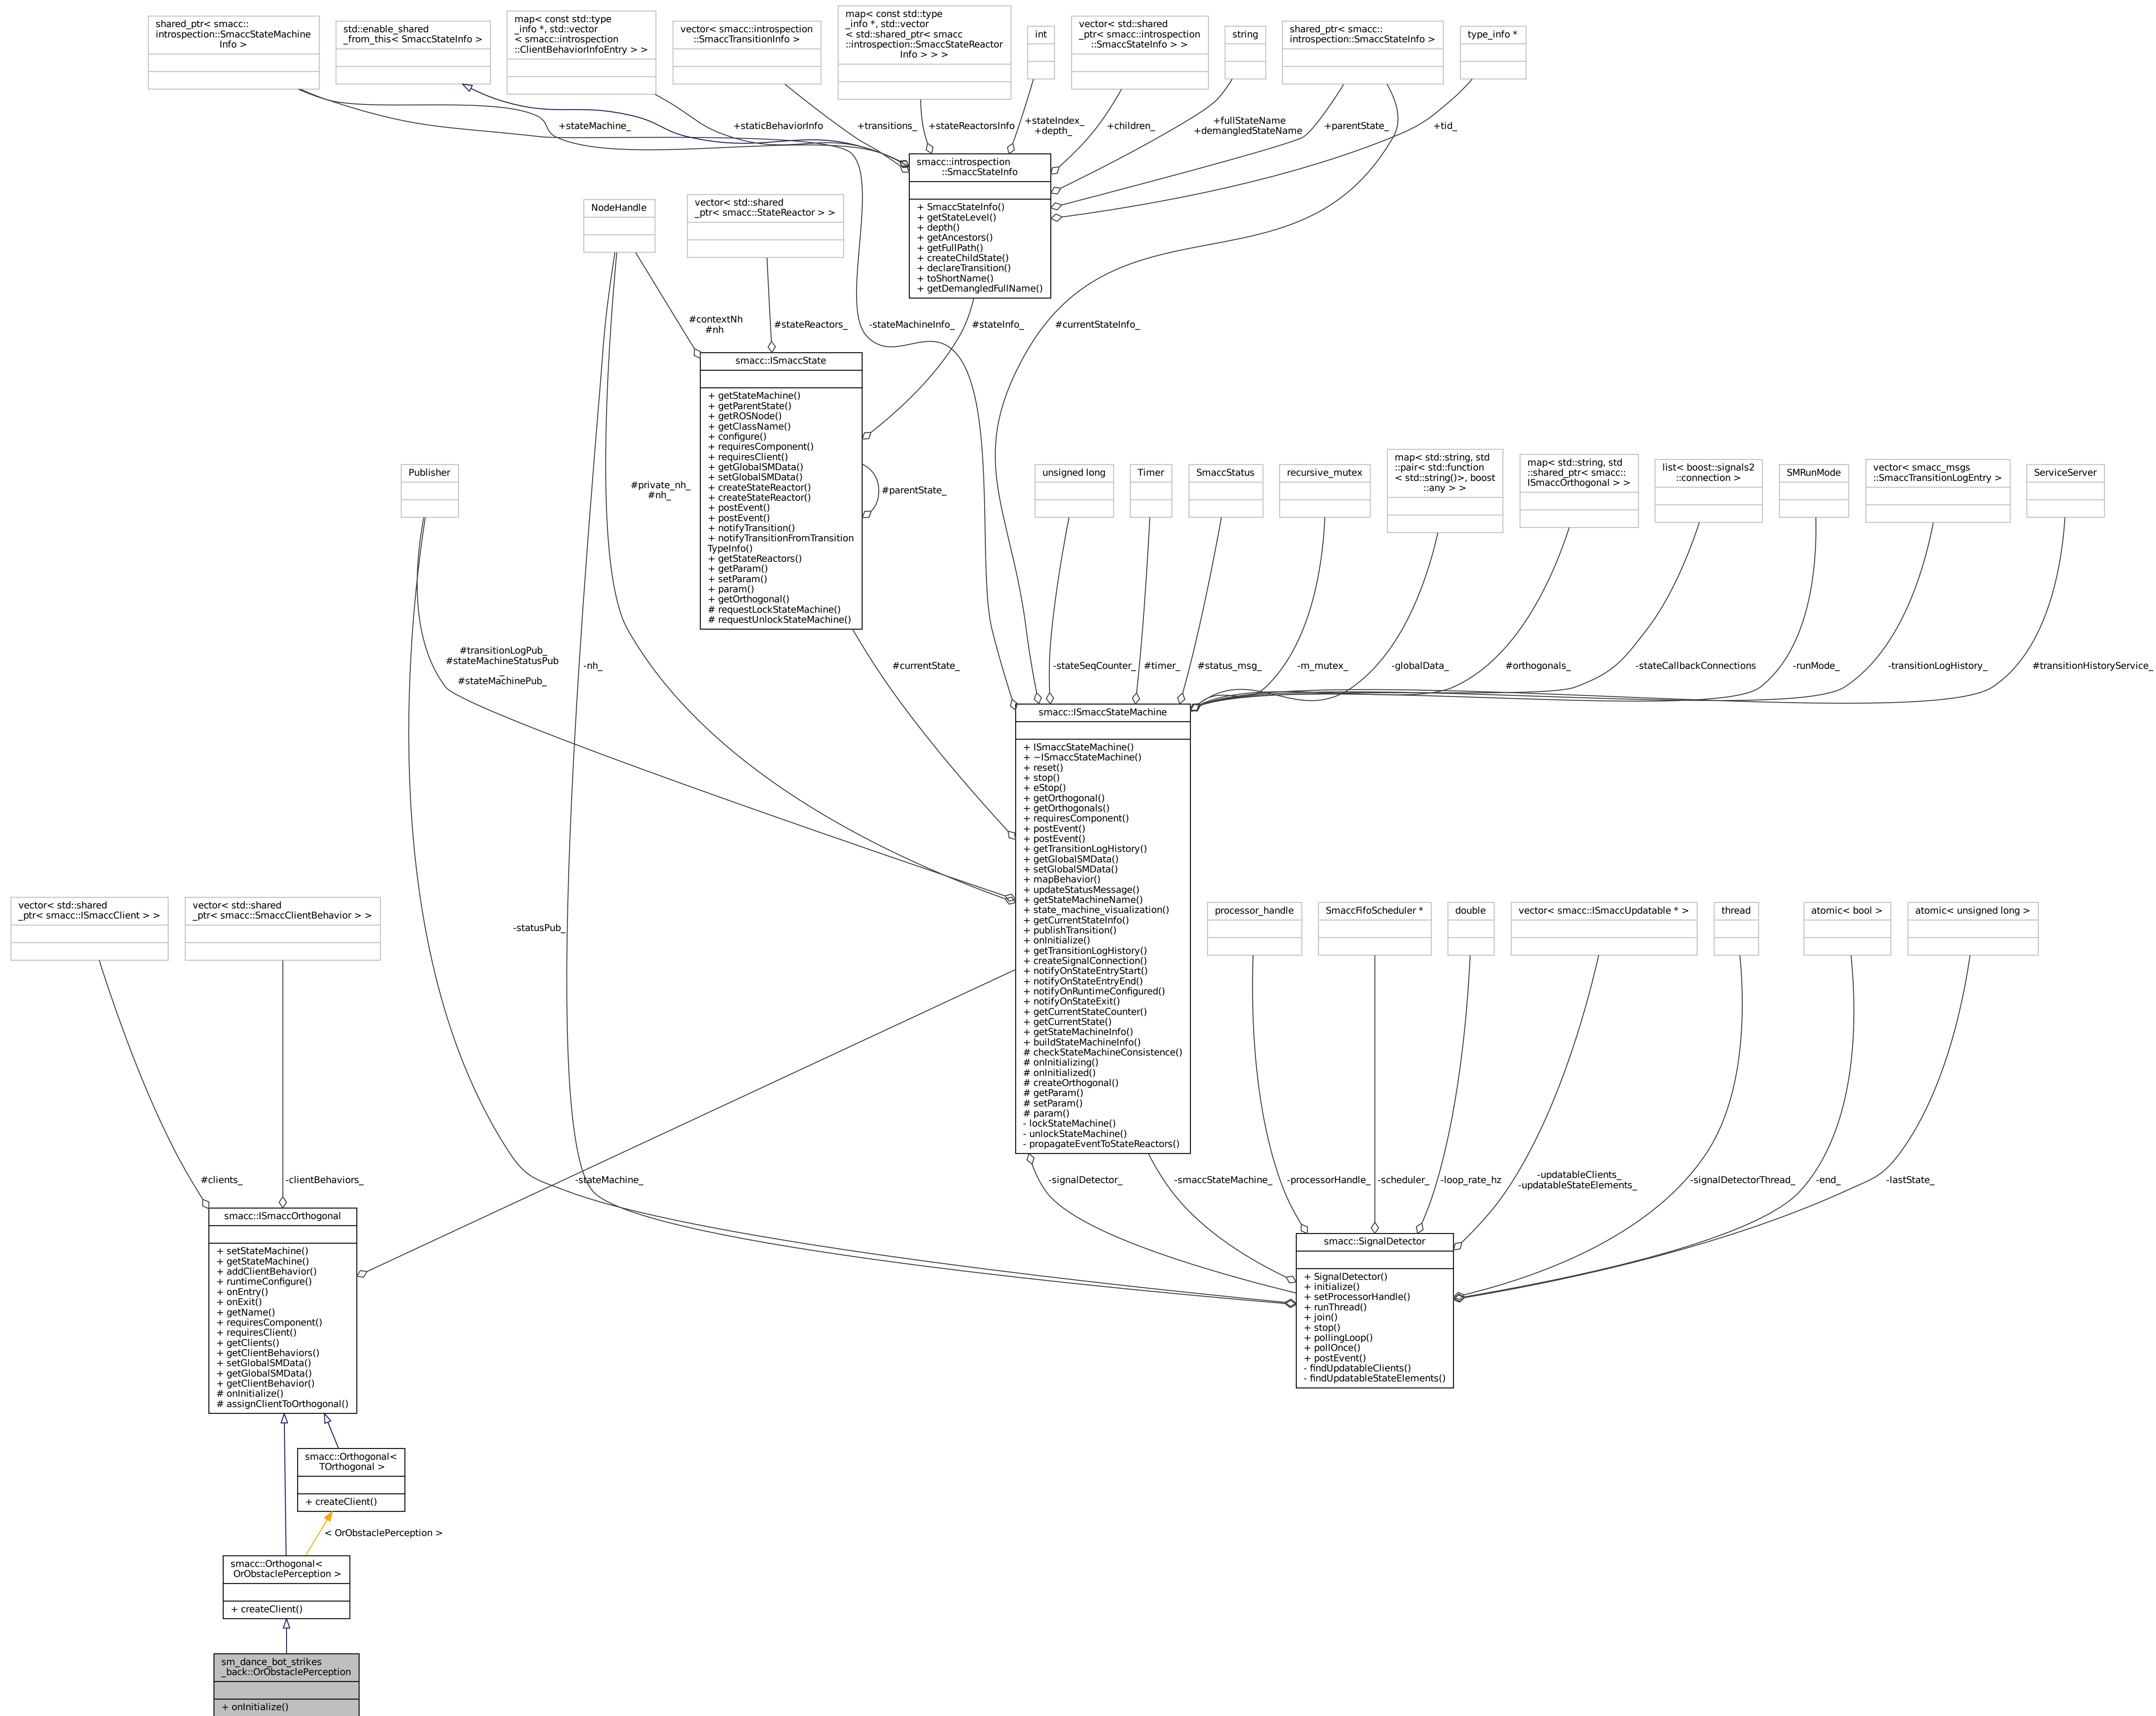 shared_ptr< smacc::
introspection::SmaccStateMachine
Info >
std::enable_shared
_from_this< SmaccStateInfo >
map< const std::type
_info *, std::vector
< smacc::introspection
::ClientBehaviorInfoEntry > >
vector< smacc::introspection
::SmaccTransitionInfo >
map< const std::type
_info *, std::vector
< std::shared_ptr< smacc
::introspection::SmaccStateReactor
Info > > >
int
vector< std::shared
_ptr< smacc::introspection
::SmaccStateInfo > >
string
shared_ptr< smacc::
introspection::SmaccStateInfo >
type_info *
+stateMachine_
+staticBehaviorInfo
+transitions_
+stateReactorsInfo
+stateIndex_
+depth_
+children_
+fullStateName
+demangledStateName
+parentState_
+tid_
smacc::introspection
::SmaccStateInfo
+ SmaccStateInfo()
+ getStateLevel()
+ depth()
+ getAncestors()
+ getFullPath()
+ createChildState()
+ declareTransition()
+ toShortName()
+ getDemangledFullName()
NodeHandle
vector< std::shared
_ptr< smacc::StateReactor > >
#contextNh
#nh
#stateReactors_
-stateMachineInfo_
#stateInfo_
#currentStateInfo_
smacc::ISmaccState
+ getStateMachine()
+ getParentState()
+ getROSNode()
+ getClassName()
+ configure()
+ requiresComponent()
+ requiresClient()
+ getGlobalSMData()
+ setGlobalSMData()
+ createStateReactor()
+ createStateReactor()
+ postEvent()
+ postEvent()
+ notifyTransition()
+ notifyTransitionFromTransition
TypeInfo()
+ getStateReactors()
+ getParam()
+ setParam()
+ param()
+ getOrthogonal()
# requestLockStateMachine()
# requestUnlockStateMachine()
#parentState_
Publisher
#private_nh_
#nh_
unsigned long
Timer
SmaccStatus
recursive_mutex
map< std::string, std
::pair< std::function
< std::string()>, boost
::any > >
map< std::string, std
::shared_ptr< smacc::
ISmaccOrthogonal > >
list< boost::signals2
::connection >
SMRunMode
vector< smacc_msgs
::SmaccTransitionLogEntry >
ServiceServer
#transitionLogPub_
#stateMachineStatusPub
_
#stateMachinePub_
-nh_
#currentState_
-stateSeqCounter_
#timer_
#status_msg_
-m_mutex_
-globalData_
#orthogonals_
-stateCallbackConnections
-runMode_
-transitionLogHistory_
#transitionHistoryService_
smacc::ISmaccStateMachine
+ ISmaccStateMachine()
+ ~ISmaccStateMachine()
+ reset()
+ stop()
+ eStop()
+ getOrthogonal()
+ getOrthogonals()
+ requiresComponent()
+ postEvent()
+ postEvent()
+ getTransitionLogHistory()
+ getGlobalSMData()
+ setGlobalSMData()
+ mapBehavior()
+ updateStatusMessage()
+ getStateMachineName()
+ state_machine_visualization()
+ getCurrentStateInfo()
+ publishTransition()
+ onInitialize()
+ getTransitionLogHistory()
+ createSignalConnection()
+ notifyOnStateEntryStart()
+ notifyOnStateEntryEnd()
+ notifyOnRuntimeConfigured()
+ notifyOnStateExit()
+ getCurrentStateCounter()
+ getCurrentState()
+ getStateMachineInfo()
+ buildStateMachineInfo()
# checkStateMachineConsistence()
# onInitializing()
# onInitialized()
# createOrthogonal()
# getParam()
# setParam()
# param()
- lockStateMachine()
- unlockStateMachine()
- propagateEventToStateReactors()
vector< std::shared
_ptr< smacc::ISmaccClient > >
vector< std::shared
_ptr< smacc::SmaccClientBehavior > >
-statusPub_
processor_handle
SmaccFifoScheduler *
double
vector< smacc::ISmaccUpdatable * >
thread
atomic< bool >
atomic< unsigned long >
#clients_
-clientBehaviors_
-stateMachine_
-signalDetector_
-smaccStateMachine_
-processorHandle_
-scheduler_
-loop_rate_hz
-updatableClients_
-updatableStateElements_
-signalDetectorThread_
-end_
-lastState_
smacc::ISmaccOrthogonal
+ setStateMachine()
+ getStateMachine()
+ addClientBehavior()
+ runtimeConfigure()
+ onEntry()
+ onExit()
+ getName()
+ requiresComponent()
+ requiresClient()
+ getClients()
+ getClientBehaviors()
+ setGlobalSMData()
+ getGlobalSMData()
+ getClientBehavior()
# onInitialize()
# assignClientToOrthogonal()
smacc::SignalDetector
+ SignalDetector()
+ initialize()
+ setProcessorHandle()
+ runThread()
+ join()
+ stop()
+ pollingLoop()
+ pollOnce()
+ postEvent()
- findUpdatableClients()
- findUpdatableStateElements()
smacc::Orthogonal<
TOrthogonal >
+ createClient()
< OrObstaclePerception >
smacc::Orthogonal<
OrObstaclePerception >
+ createClient()
sm_dance_bot_strikes
_back::OrObstaclePerception
+ onInitialize()